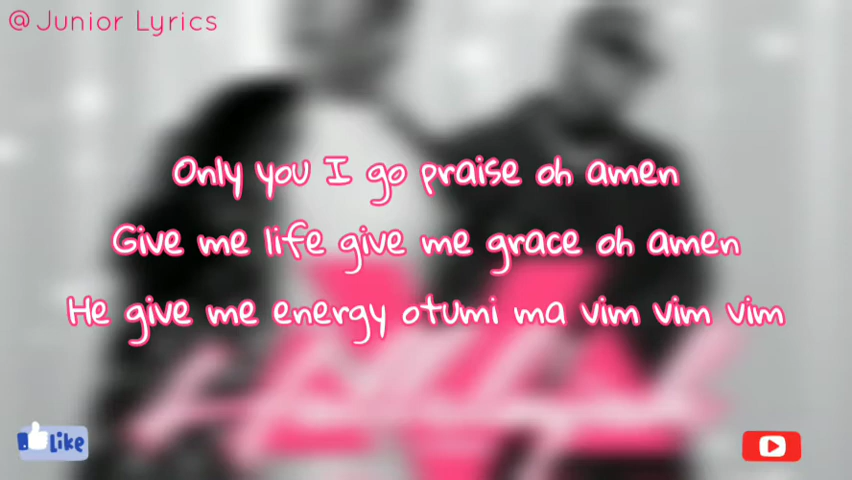 @Junior Lyrics
Only you I go praise oh amen
Give me life give me grace oh amen
He give me energy otumi ma vim vim vim
like